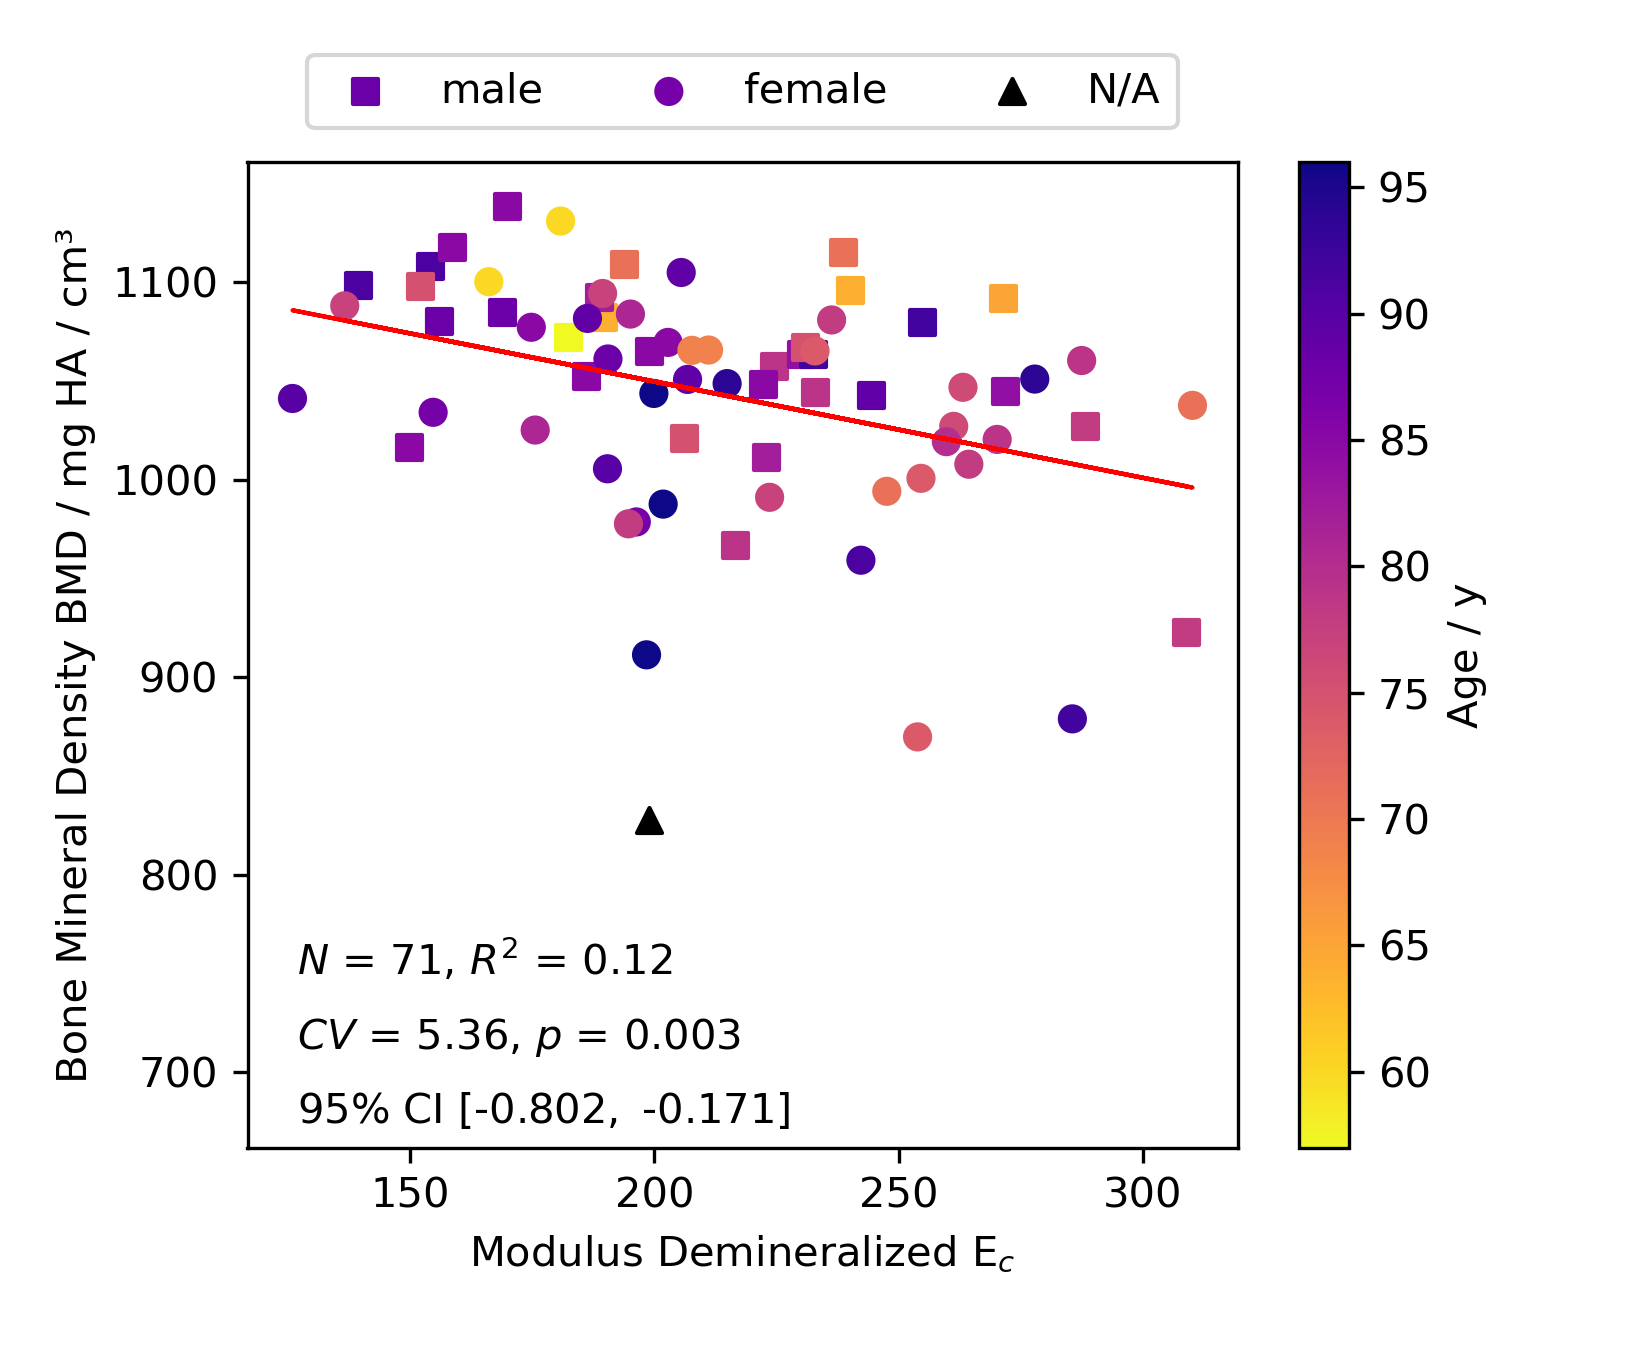 male female N/A
Bone Mineral Density BMD / mg HA / cm³
1100
1000
900
800
700
N = 71, R² = 0.12
CV = 5.36, p = 0.003
95% CI [-0.802, -0.171]
150 200 250 300
Modulus Demineralized E_c
95
90
85
80
75
70
65
60
Age / y